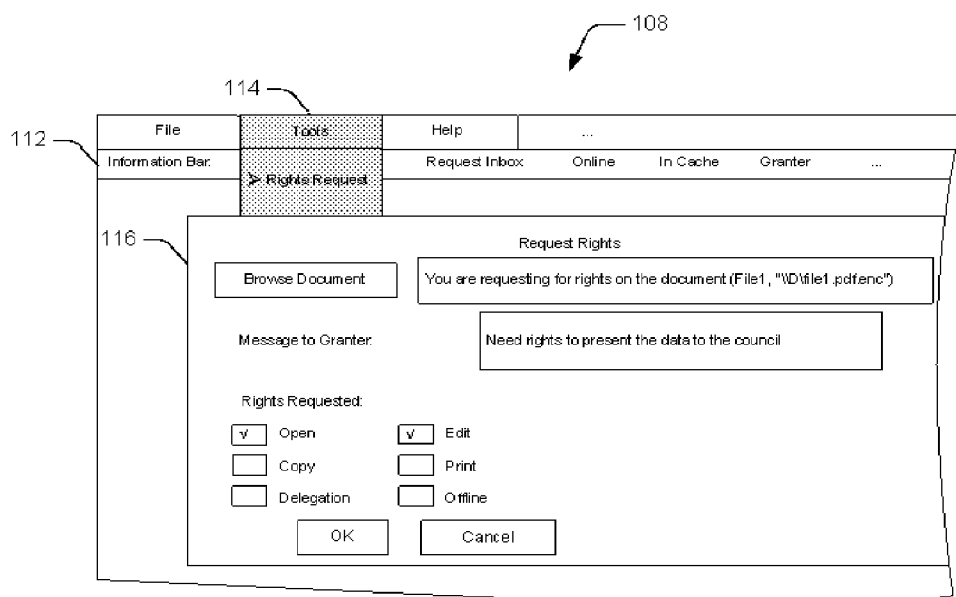 108
114
File Tools Help ...
112
Information Bar: Request Inbox Online In Cache Granter ...
> Rights Request
116
Request Rights
Browse Document You are requesting for rights on the document (File1, "\\D\file1.pdf.enc")
Message to Granter: Need rights to present the data to the council
Rights Requested:
√ Open √ Edit
Copy Print
Delegation Offline
OK Cancel